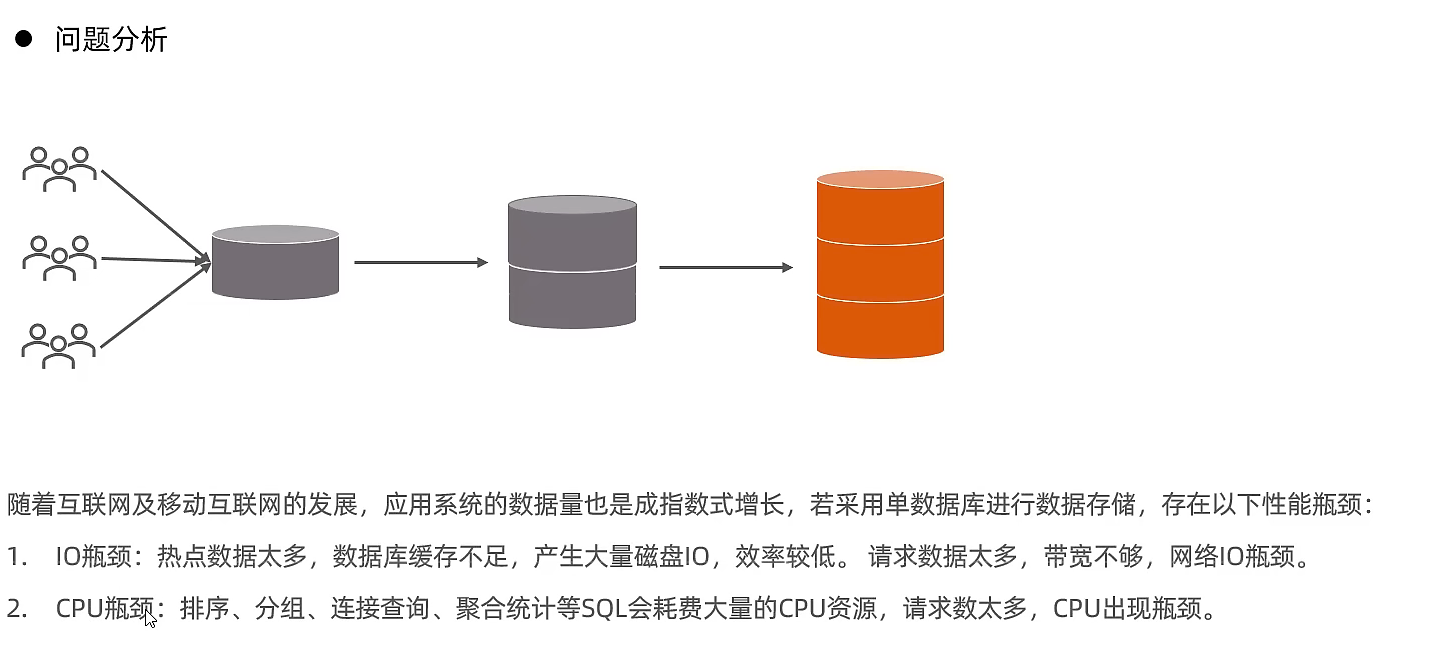 ● 问题分析
随着互联网及移动互联网的发展，应用系统的数据量也是成指数式增长，若采用单数据库进行数据存储，存在以下性能瓶颈：
1. IO瓶颈：热点数据太多，数据库缓存不足，产生大量磁盘IO，效率较低。 请求数据太多，带宽不够，网络IO瓶颈。
2. CPU瓶颈：排序、分组、连接查询、聚合统计等SQL会耗费大量的CPU资源，请求数太多，CPU出现瓶颈。